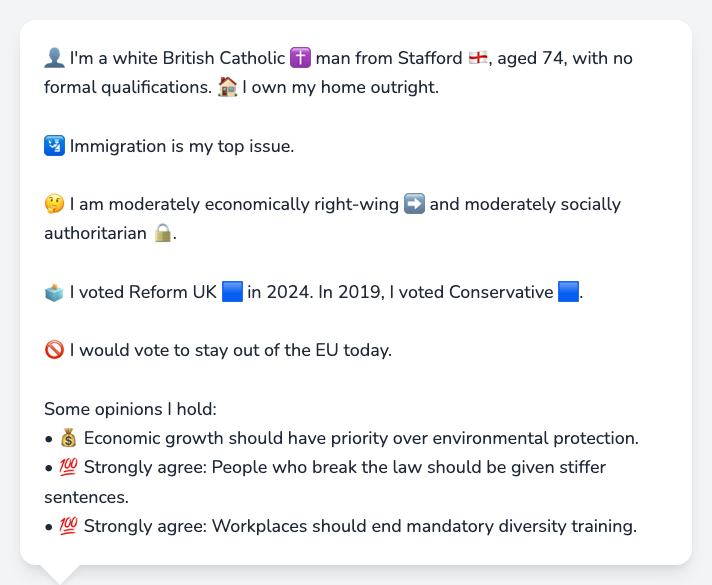 👤 I'm a white British Catholic ✝️ man from Stafford 🏴󠁧󠁢󠁥󠁮󠁧󠁿, aged 74, with no
formal qualifications. 🏠 I own my home outright.
🛂 Immigration is my top issue.
🤔 I am moderately economically right-wing ➡️ and moderately socially
authoritarian 🔒.
🗳️ I voted Reform UK 🟦 in 2024. In 2019, I voted Conservative 🟦.
🚫 I would vote to stay out of the EU today.
Some opinions I hold:
• 💰 Economic growth should have priority over environmental protection.
• 💯 Strongly agree: People who break the law should be given stiffer
sentences.
• 💯 Strongly agree: Workplaces should end mandatory diversity training.